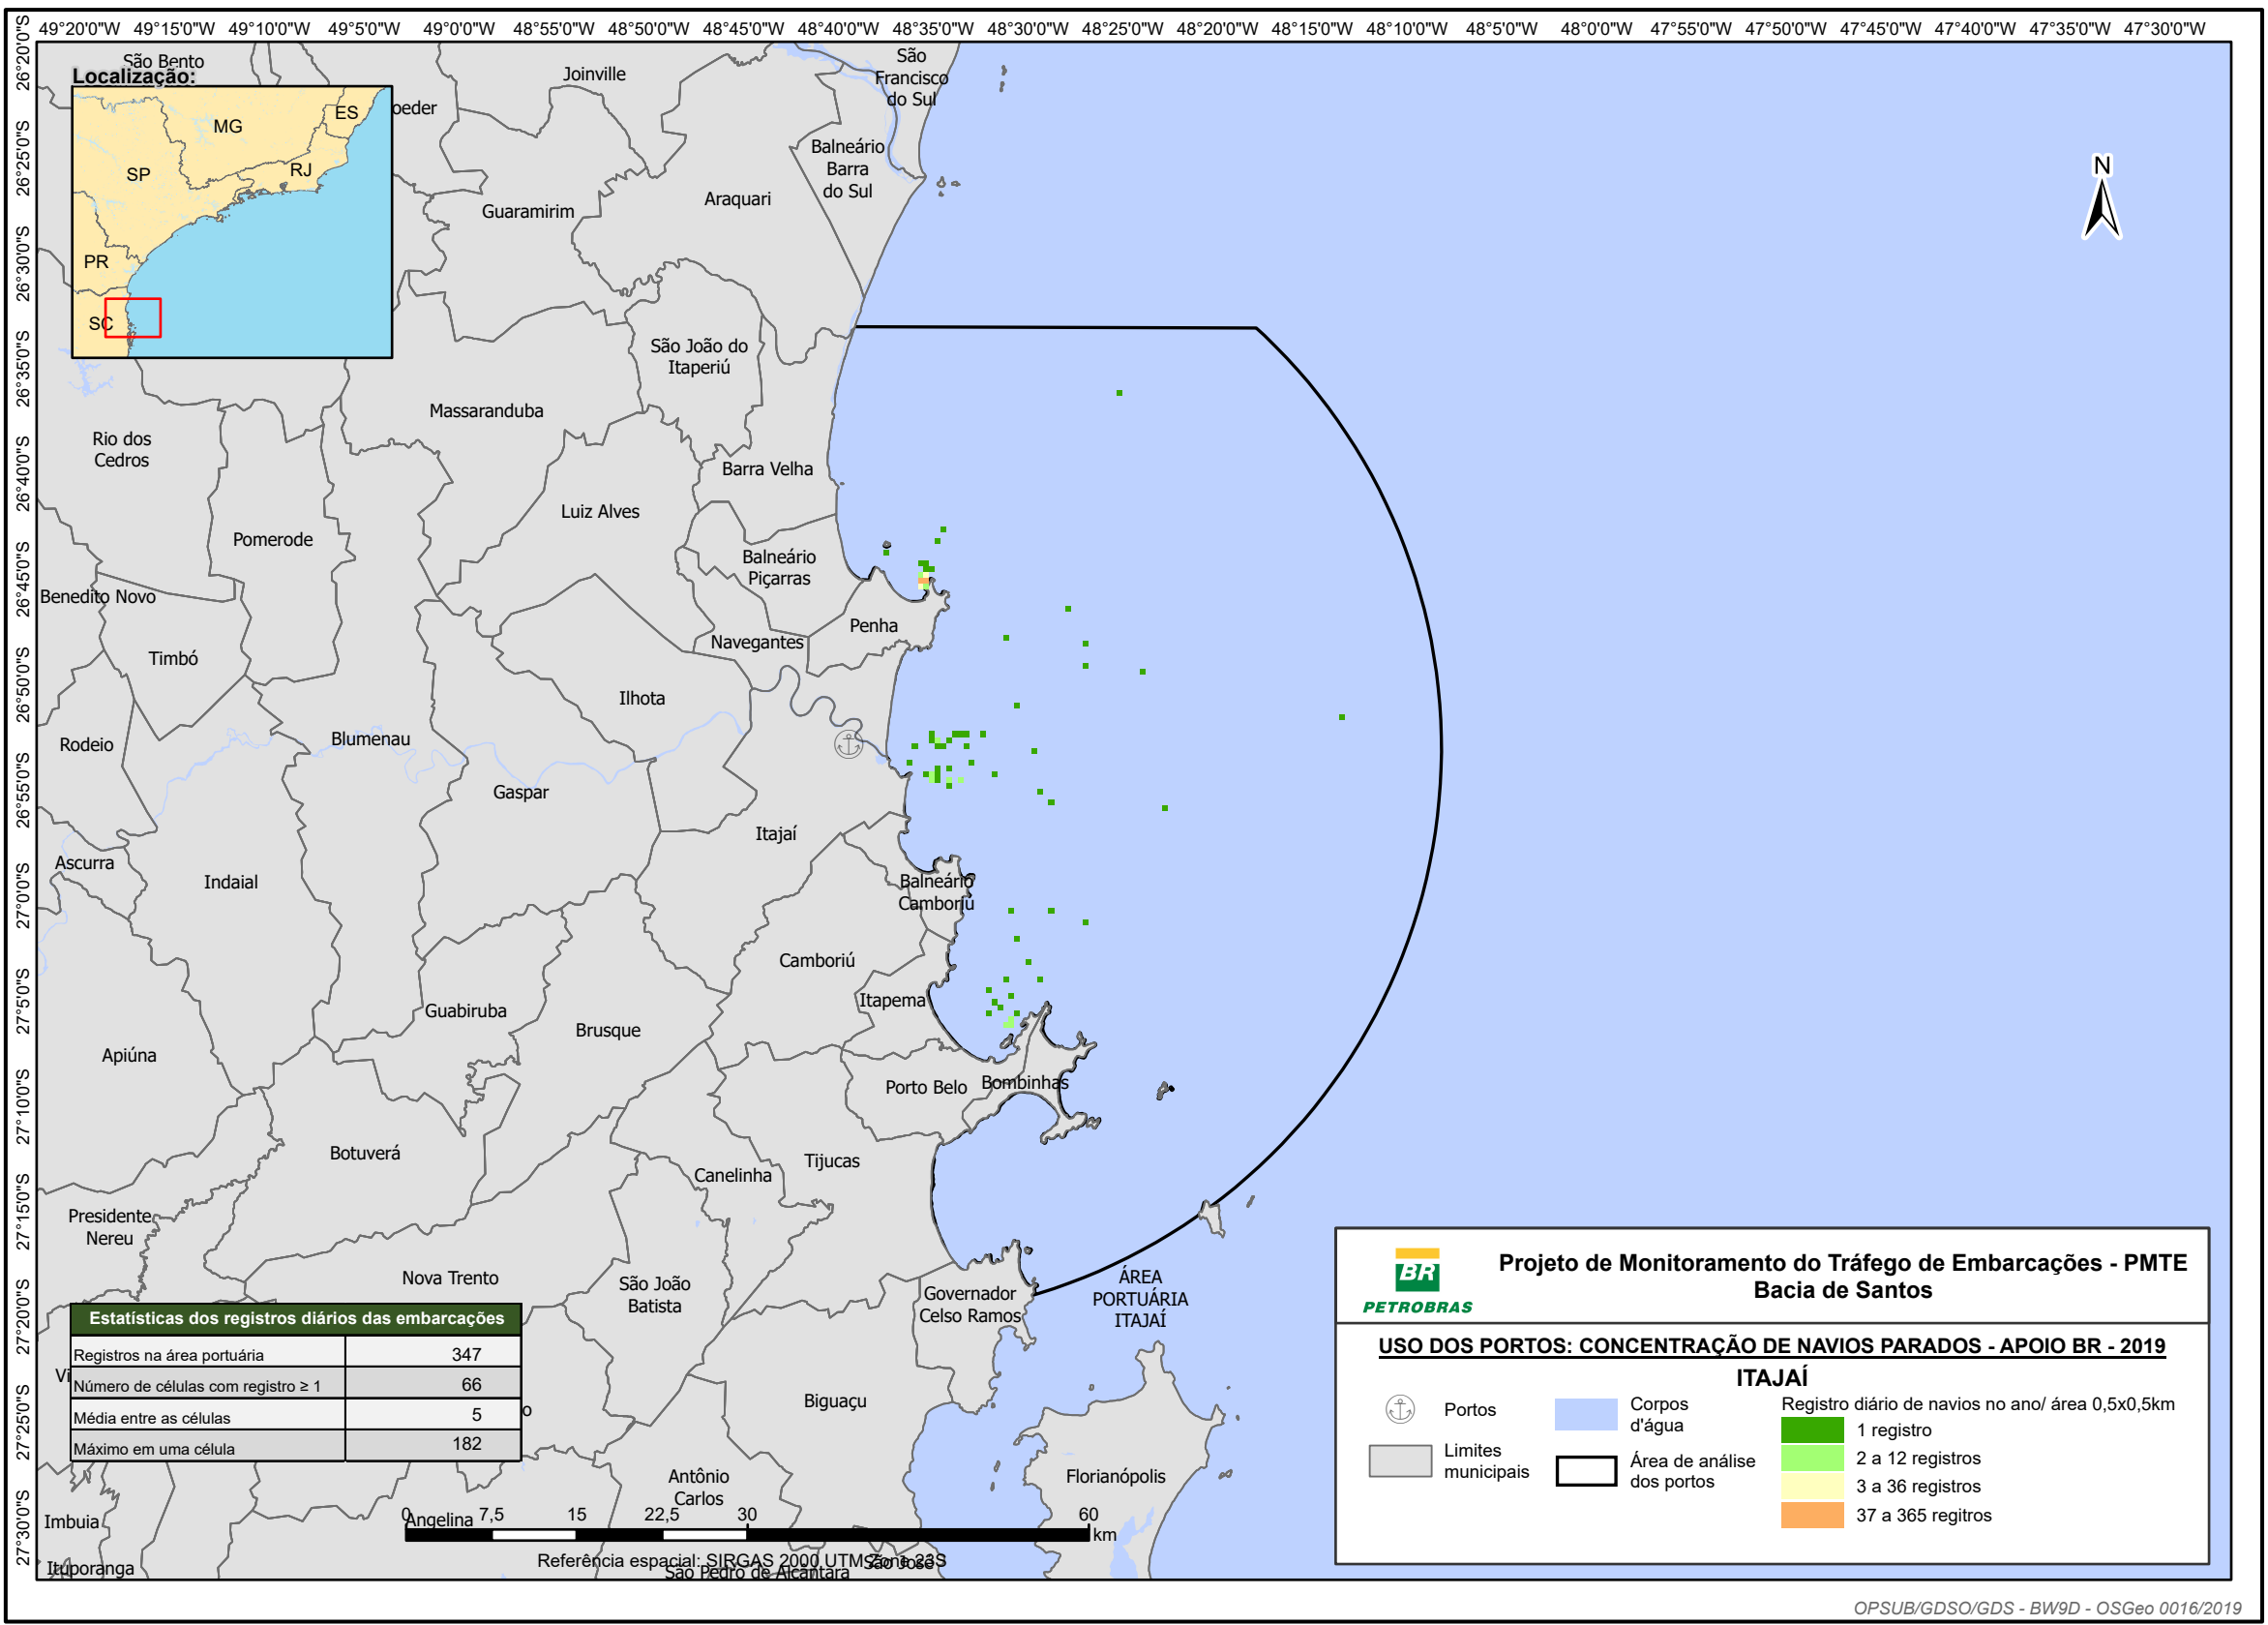 49°20'0"W 49°15'0"W 49°10'0"W 49°5'0"W 49°0'0"W 48°55'0"W 48°50'0"W 48°45'0"W 48°40'0"W 48°35'0"W 48°30'0"W 48°25'0"W 48°20'0"W 48°15'0"W 48°10'0"W 48°5'0"W 48°0'0"W 47°55'0"W 47°50'0"W 47°45'0"W 47°40'0"W 47°35'0"W 47°30'0"W
26°20'0"S
26°25'0"S
26°30'0"S
26°35'0"S
26°40'0"S
26°45'0"S
26°50'0"S
26°55'0"S
27°0'0"S
27°5'0"S
27°10'0"S
27°15'0"S
27°20'0"S
27°25'0"S
27°30'0"S
São Bento
Localização:
MG
ES
SP
RJ
PR
SC
oeder
Joinville
São
Francisco
do Sul
Balneário
Barra
do Sul
Araquari
Guaramirim
N
São João do
Itaperiú
Massaranduba
Rio dos
Cedros
Barra Velha
Luiz Alves
Pomerode
Balneário
Piçarras
Benedito Novo
Penha
Navegantes
Timbó
Ilhota
Rodeio
Blumenau
Gaspar
Itajaí
Ascurra
Indaial
Balneário
Camboriú
Camboriú
Itapema
Guabiruba
Brusque
Apiúna
Porto Belo
Bombinhas
Botuverá
Tijucas
Canelinha
Presidente
Nereu
Nova Trento
São João
Batista
Governador
Celso Ramos
ÁREA
PORTUÁRIA
ITAJAÍ
Vi
o
Biguaçu
Antônio
Carlos
Florianópolis
Imbuia
Angelina
Ituporanga
São José
São Pedro de Alcântara
Estatísticas dos registros diários das embarcações
Registros na área portuária 347
Número de células com registro ≥ 1 66
Média entre as células 5
Máximo em uma célula 182
0 7,5 15 22,5 30 60
km
Referência espacial: SIRGAS 2000 UTM Zone 23S
BR
PETROBRAS
Projeto de Monitoramento do Tráfego de Embarcações - PMTE
Bacia de Santos
USO DOS PORTOS: CONCENTRAÇÃO DE NAVIOS PARADOS - APOIO BR - 2019
ITAJAÍ
Portos
Limites
municipais
Corpos
d'água
Área de análise
dos portos
Registro diário de navios no ano/ área 0,5x0,5km
1 registro
2 a 12 registros
3 a 36 registros
37 a 365 regitros
OPSUB/GDSO/GDS - BW9D - OSGeo 0016/2019